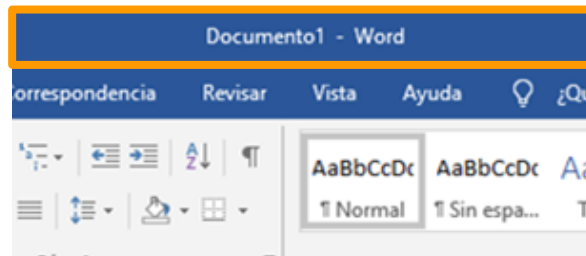 Documento1 - Word
Correspondencia Revisar Vista Ayuda ¿Qu
AaBbCcDc AaBbCcDc Aa
¶ Normal ¶ Sin espa...